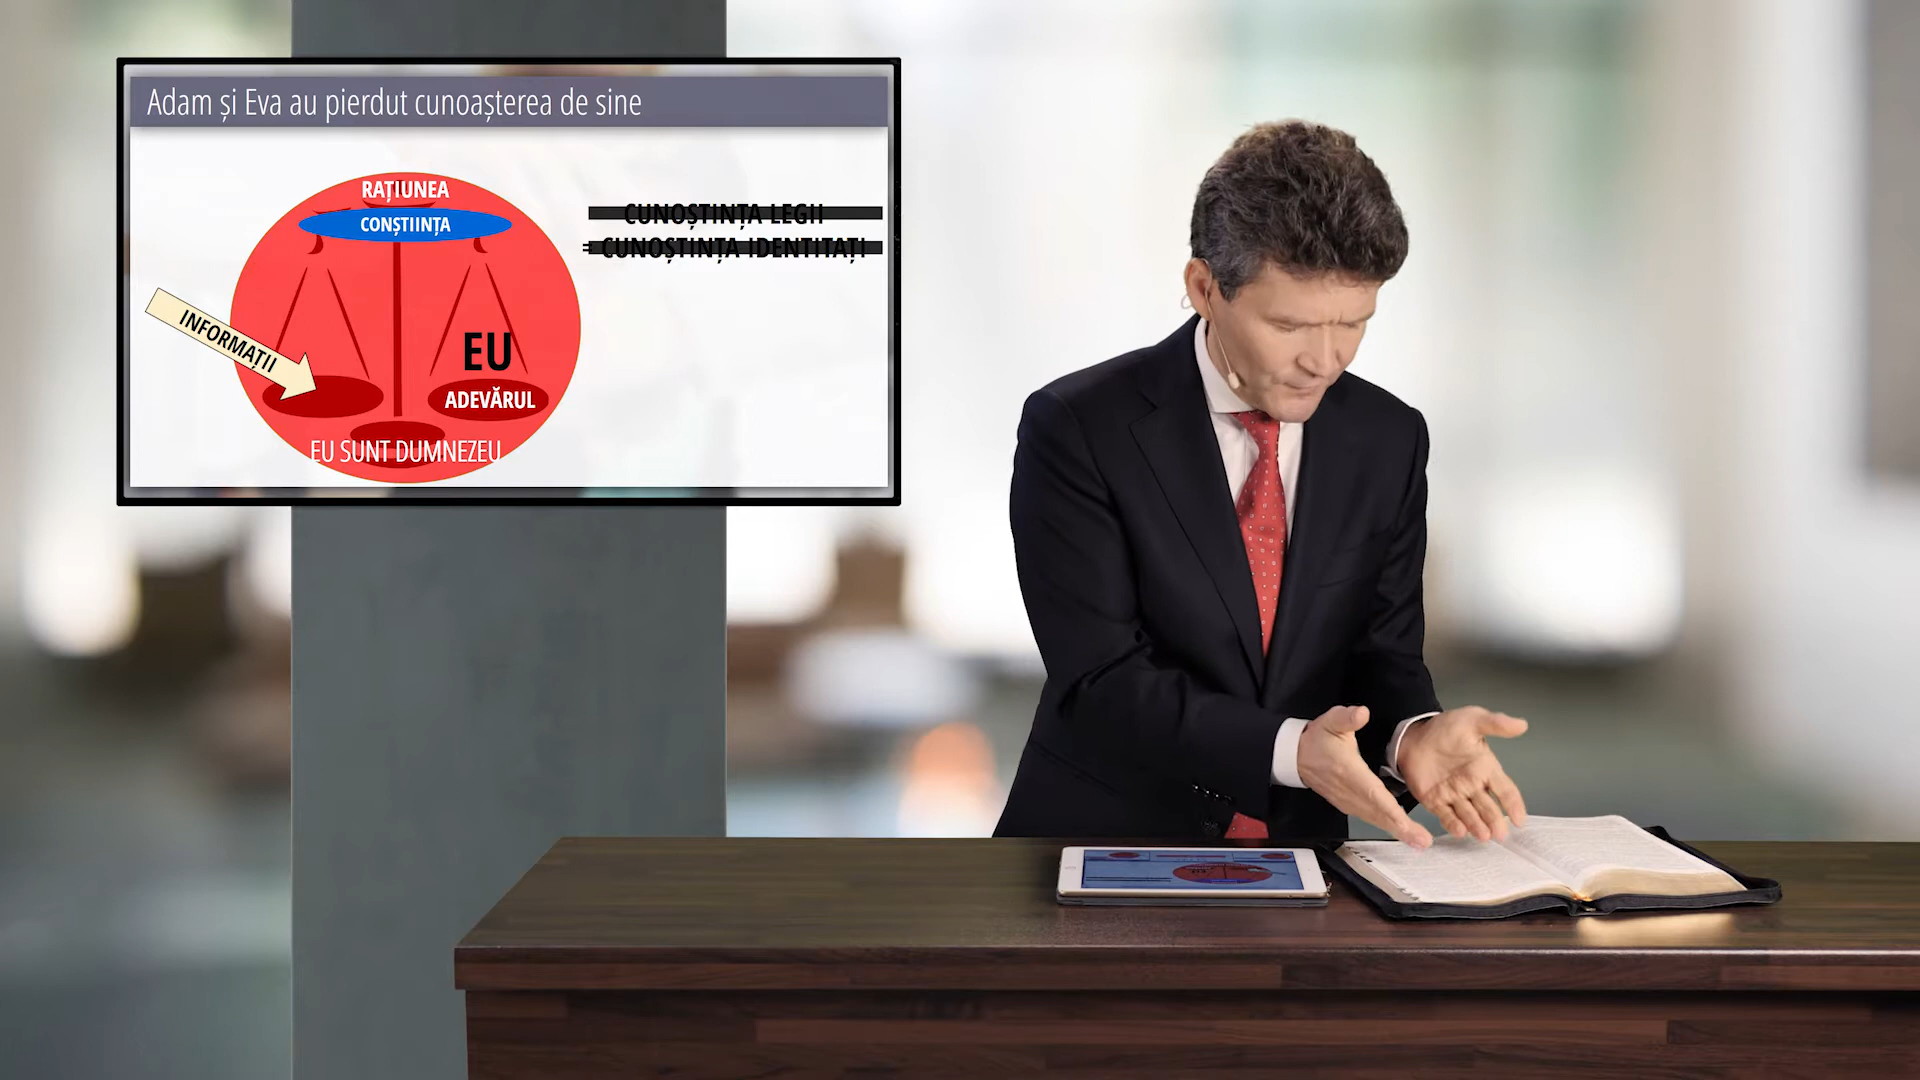 Adam și Eva au pierdut cunoașterea de sine
RAȚIUNEA
CONȘTIINȚA
CUNOȘTINȚA LEGII
= CUNOȘTINȚA IDENTITAȚI
INFORMAȚII
EU
ADEVĂRUL
EU SUNT DUMNEZEU